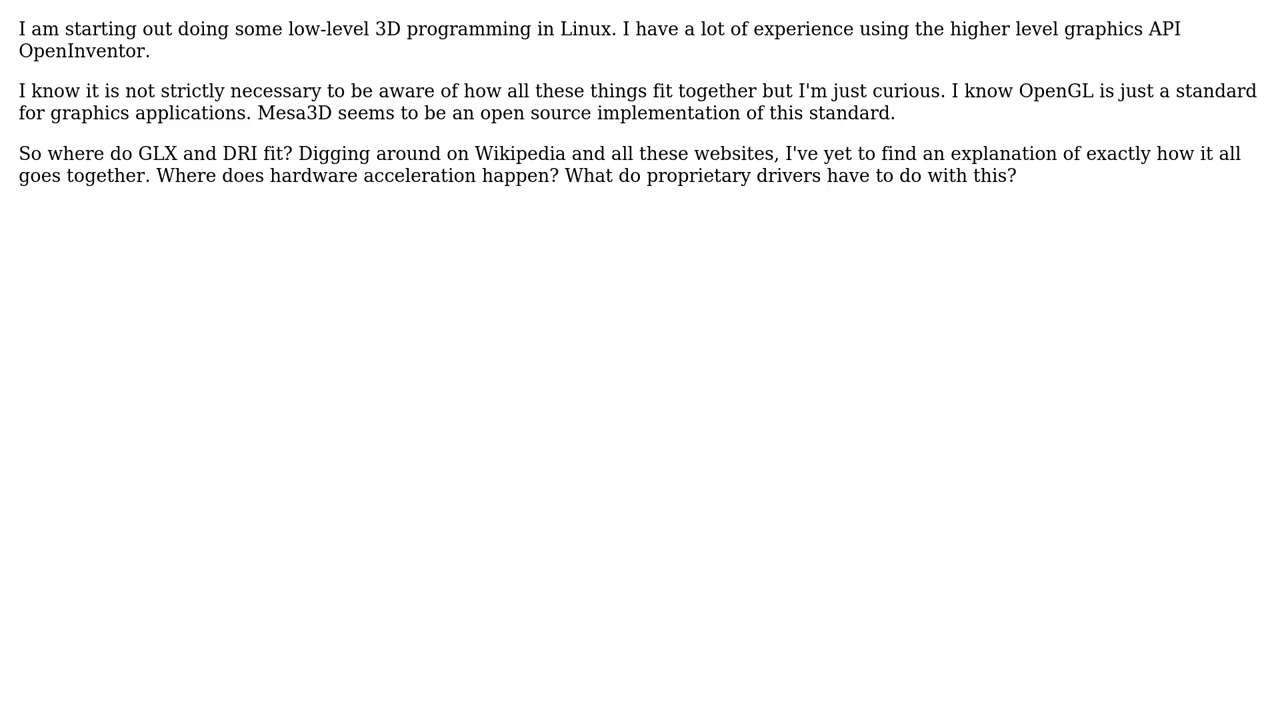 I am starting out doing some low-level 3D programming in Linux. I have a lot of experience using the higher level graphics API
OpenInventor.
I know it is not strictly necessary to be aware of how all these things fit together but I'm just curious. I know OpenGL is just a standard
for graphics applications. Mesa3D seems to be an open source implementation of this standard.
So where do GLX and DRI fit? Digging around on Wikipedia and all these websites, I've yet to find an explanation of exactly how it all
goes together. Where does hardware acceleration happen? What do proprietary drivers have to do with this?